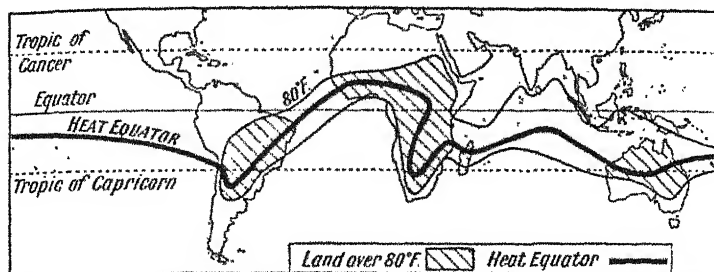 Tropic of
Cancer
80°F.
Equator
HEAT EQUATOR
Tropic of Capricorn
Land over 80°F. Heat Equator